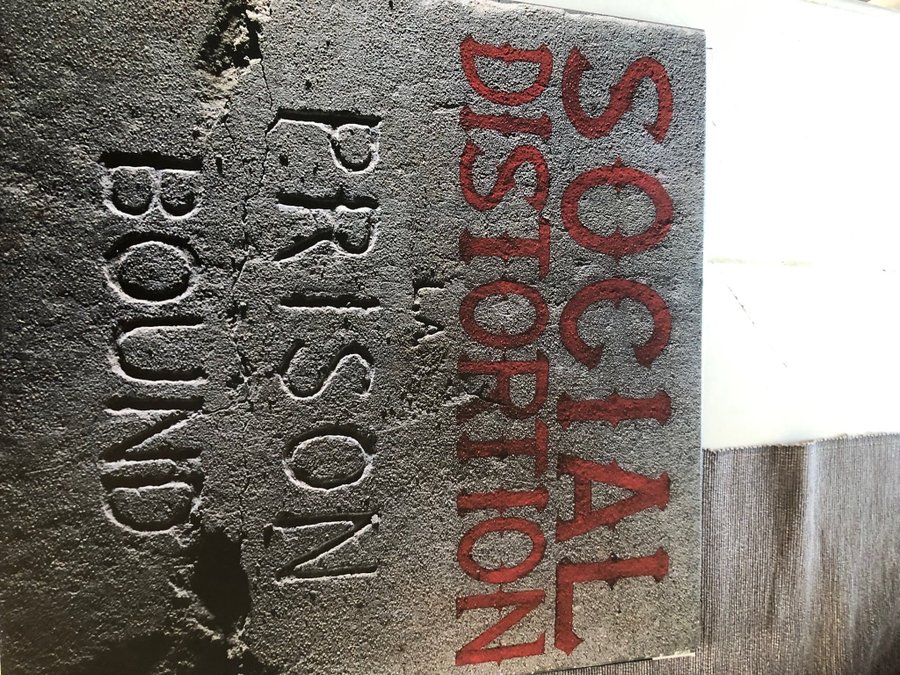 SOCIAL
DISTORTION
L.A
PRISON
BOUND